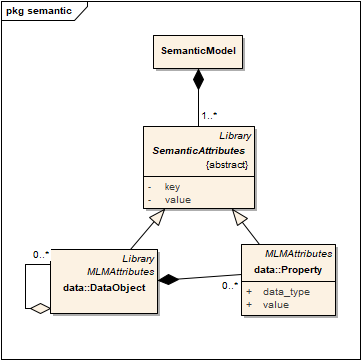 pkg semantic
SemanticModel
1..*
Library
SemanticAttributes
{abstract}
- key
- value
0..*
Library
MLMAttributes
data::DataObject
MLMAttributes
data::Property
0..*
+ data_type
+ value